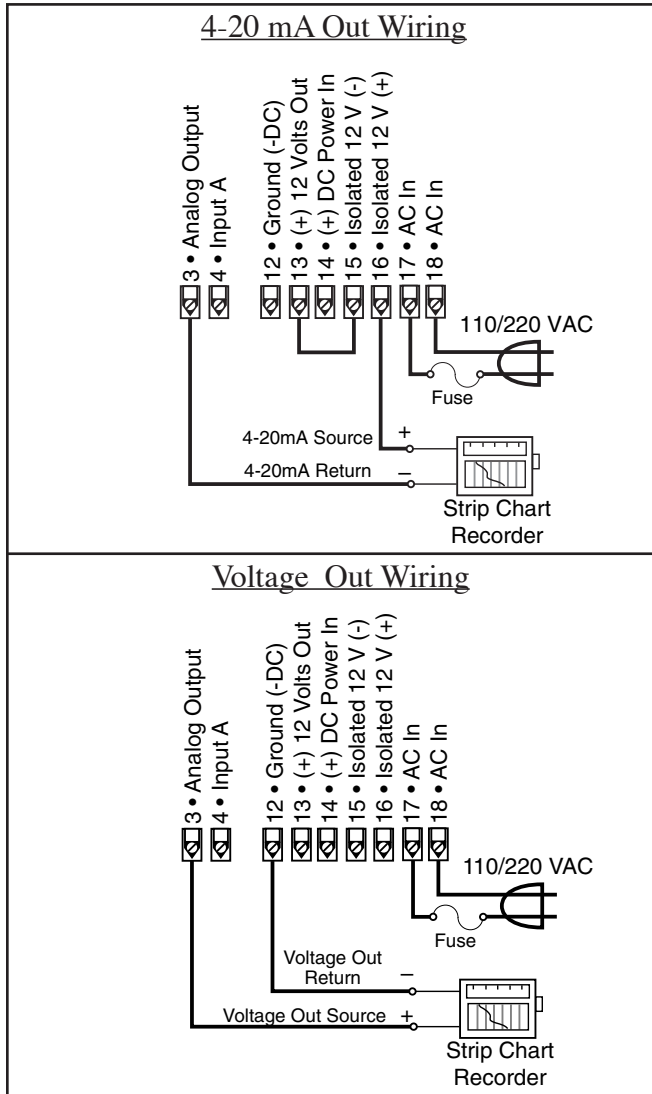 4-20 mA Out Wiring
3 • Analog Output
4 • Input A
12 • Ground (-DC)
13 • (+) 12 Volts Out
14 • (+) DC Power In
15 • Isolated 12 V (-)
16 • Isolated 12 V (+)
17 • AC In
18 • AC In
110/220 VAC
Fuse
4-20mA Source +
4-20mA Return –
Strip Chart
Recorder
Voltage Out Wiring
3 • Analog Output
4 • Input A
12 • Ground (-DC)
13 • (+) 12 Volts Out
14 • (+) DC Power In
15 • Isolated 12 V (-)
16 • Isolated 12 V (+)
17 • AC In
18 • AC In
110/220 VAC
Fuse
Voltage Out
Return –
Voltage Out Source +
Strip Chart
Recorder